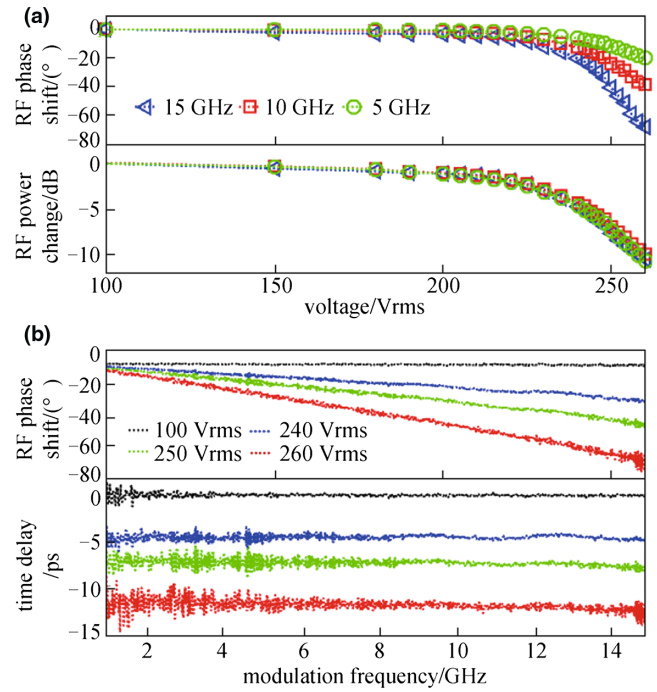 (a)
RF phase
shift/(°)
0
−20
−40
−60
−80
15 GHz 10 GHz 5 GHz
RF power
change/dB
0
−5
−10
100 150 200 250
voltage/Vrms
(b)
RF phase
shift/(°)
0
−20
−40
−60
−80
100 Vrms 240 Vrms
250 Vrms 260 Vrms
time delay
/ps
0
−5
−10
−15
2 4 6 8 10 12 14
modulation frequency/GHz